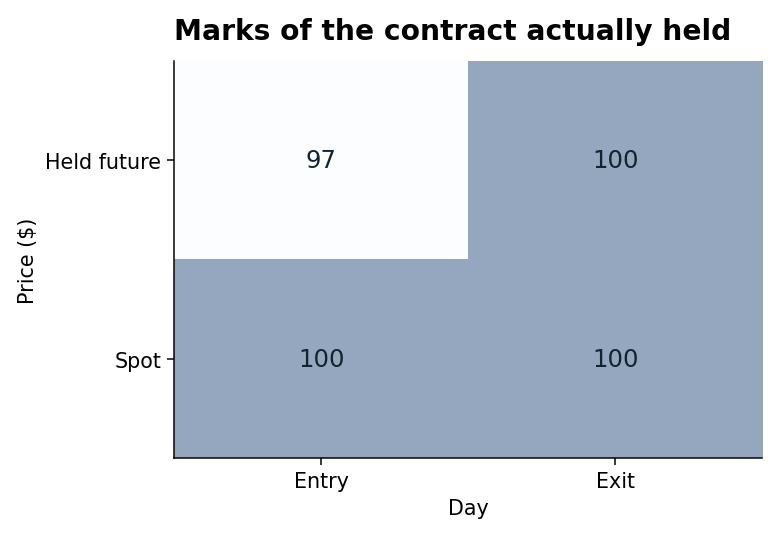 Marks of the contract actually held
Price ($)
Held future
97
100
Spot
100
100
Entry
Exit
Day